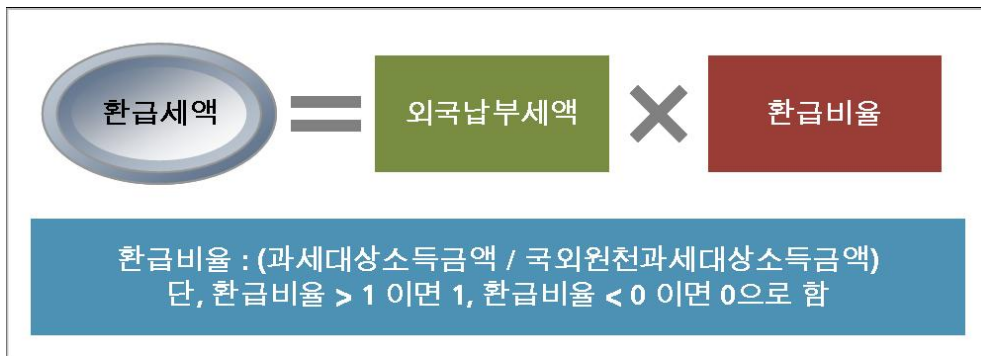 환급세액 = 외국납부세액 × 환급비율
환급비율 : (과세대상소득금액 / 국외원천과세대상소득금액)
단, 환급비율 > 1 이면 1, 환급비율 < 0 이면 0으로 함